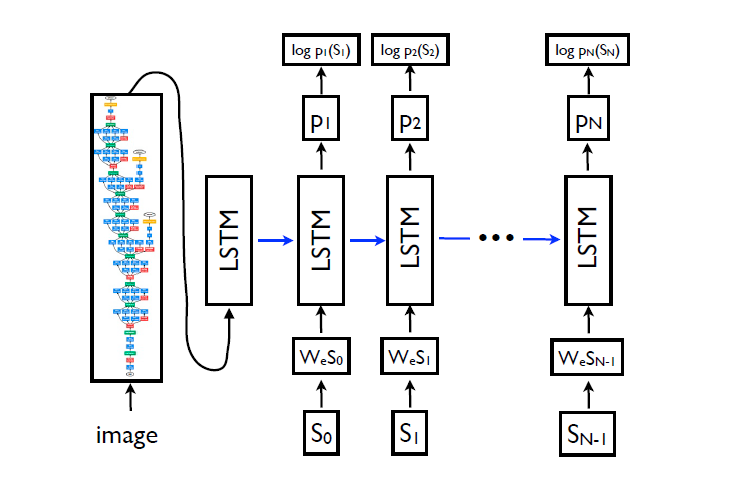 log p1(S1) log p2(S2) log pN(SN)
p1 p2 pN
LSTM LSTM LSTM ••• LSTM
WeS0 WeS1 WeSN-1
image S0 S1 SN-1